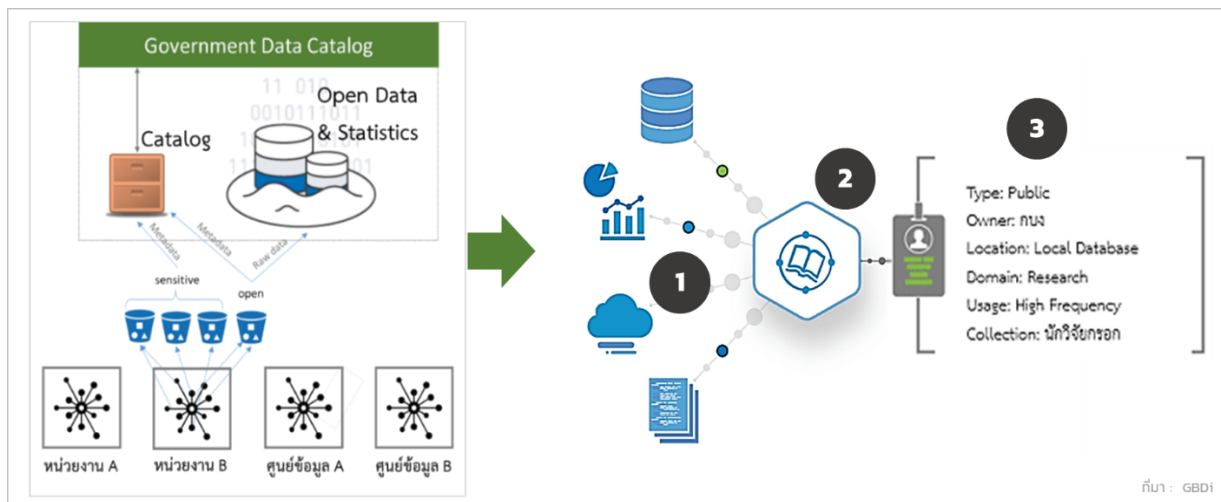 Government Data Catalog
Open Data
& Statistics
Catalog
Metadata
Metadata
Raw data
sensitive
open
หน่วยงาน A
หน่วยงาน B
ศูนย์ข้อมูล A
ศูนย์ข้อมูล B
1
2
3
Type: Public
Owner: กบง
Location: Local Database
Domain: Research
Usage: High Frequency
Collection: นักวิจัยกรอก
ที่มา : GBDi